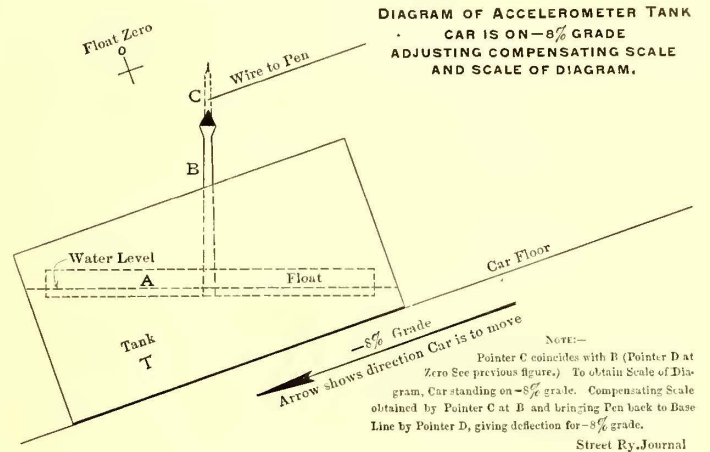 DIAGRAM OF ACCELEROMETER TANK
CAR IS ON -8% GRADE
ADJUSTING COMPENSATING SCALE
AND SCALE OF DIAGRAM.
Float Zero
O
C
Wire to Pen
B
Water Level
A
Float
Car Floor
Tank
T
-8% Grade
Arrow shows direction Car is to move
NOTE:—
Pointer C coincides with B (Pointer D at
Zero See previous figure.) To obtain Scale of Dia-
gram, Car standing on -8% grade. Compensating Scale
obtained by Pointer C at B and bringing Pen back to Base
Line by Pointer D, giving deflection for -8% grade.
Street Ry. Journal